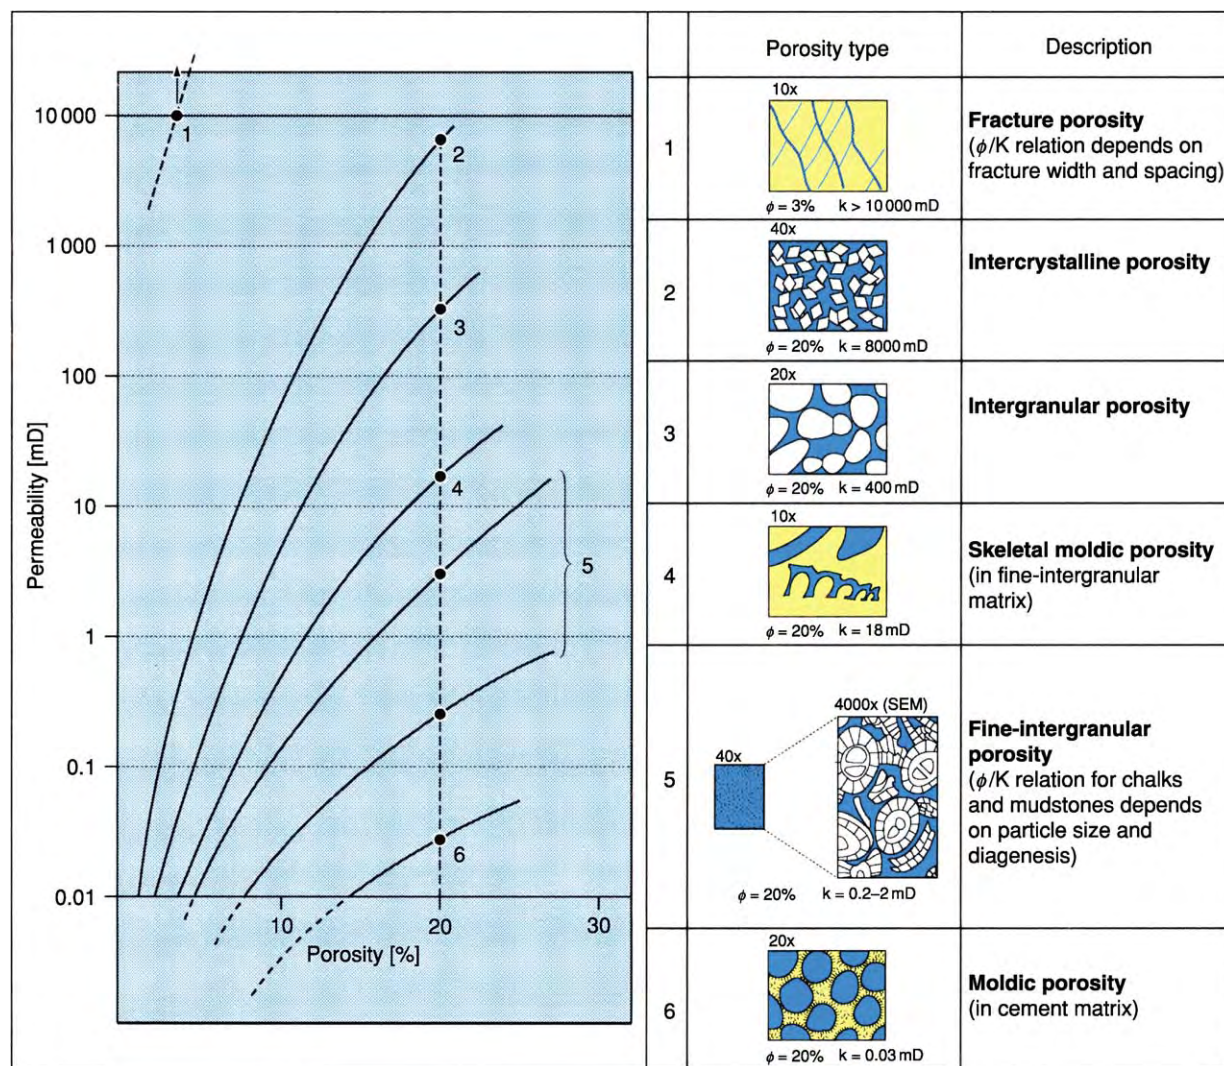 10 000
1 000
100
10
1
0.1
0.01
Permeability [mD]
10
20
30
Porosity [%]
1
2
3
4
5
6
Porosity type
Description
1
10x
ϕ = 3% k > 10 000 mD
Fracture porosity
(ϕ/K relation depends on
fracture width and spacing)
2
40x
ϕ = 20% k = 8000 mD
Intercrystalline porosity
3
20x
ϕ = 20% k = 400 mD
Intergranular porosity
4
10x
ϕ = 20% k = 18 mD
Skeletal moldic porosity
(in fine-intergranular
matrix)
5
40x
4000x (SEM)
ϕ = 20% k = 0.2–2 mD
Fine-intergranular
porosity
(ϕ/K relation for chalks
and mudstones depends
on particle size and
diagenesis)
6
20x
ϕ = 20% k = 0.03 mD
Moldic porosity
(in cement matrix)